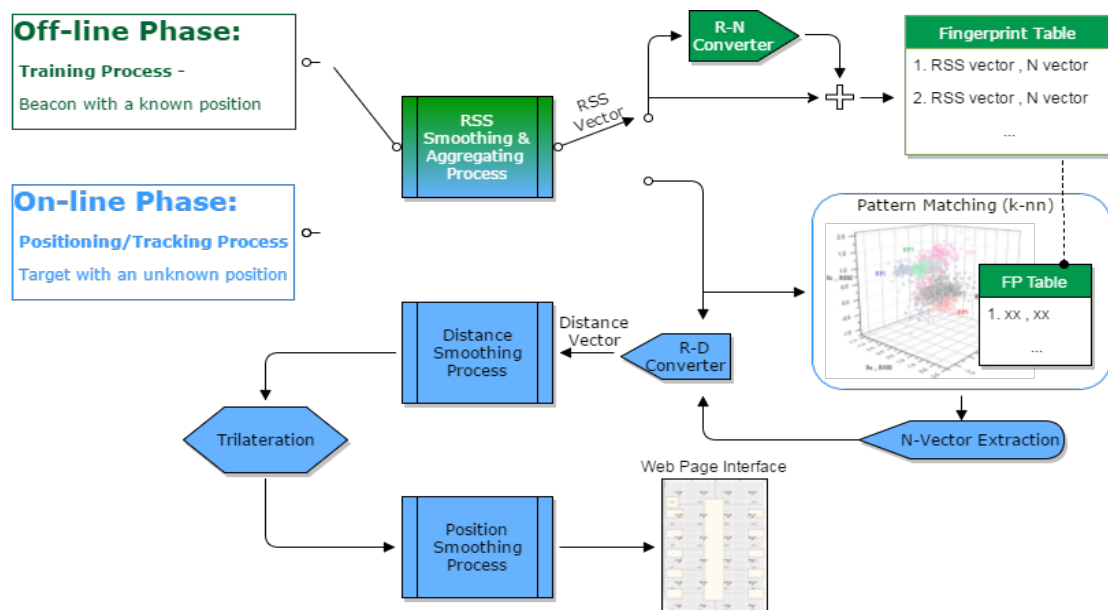 Off-line Phase:
Training Process -
Beacon with a known position
On-line Phase:
Positioning/Tracking Process
Target with an unknown position
RSS
Smoothing &
Aggregating
Process
RSS
Vector
R-N
Converter
Fingerprint Table
1. RSS vector , N vector
2. RSS vector , N vector
...
Pattern Matching (k-nn)
FP Table
1. xx , xx
...
N-Vector Extraction
R-D
Converter
Distance
Vector
Distance
Smoothing
Process
Trilateration
Position
Smoothing
Process
Web Page Interface